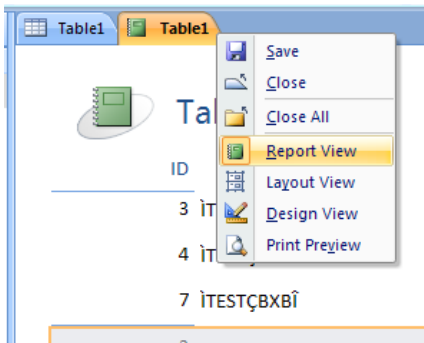 Table1 Table1
Save
Close
Close All
Report View
Layout View
Design View
Print Preview
Tab
ID
3 ÌT
4 ÌT
7 ÌTESTÇBXBÎ